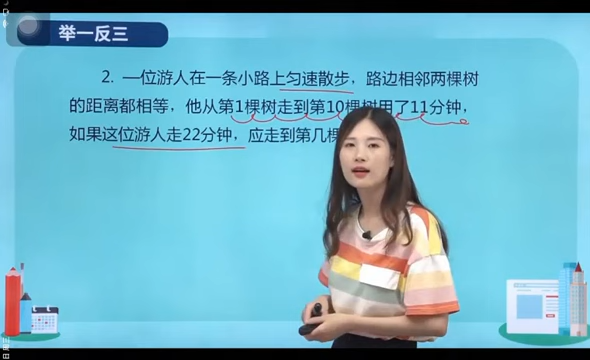 举一反三
2. 一位游人在一条小路上匀速散步，路边相邻两棵树
的距离都相等，他从第1棵树走到第10棵树用了11分钟，
如果这位游人走22分钟，应走到第几棵